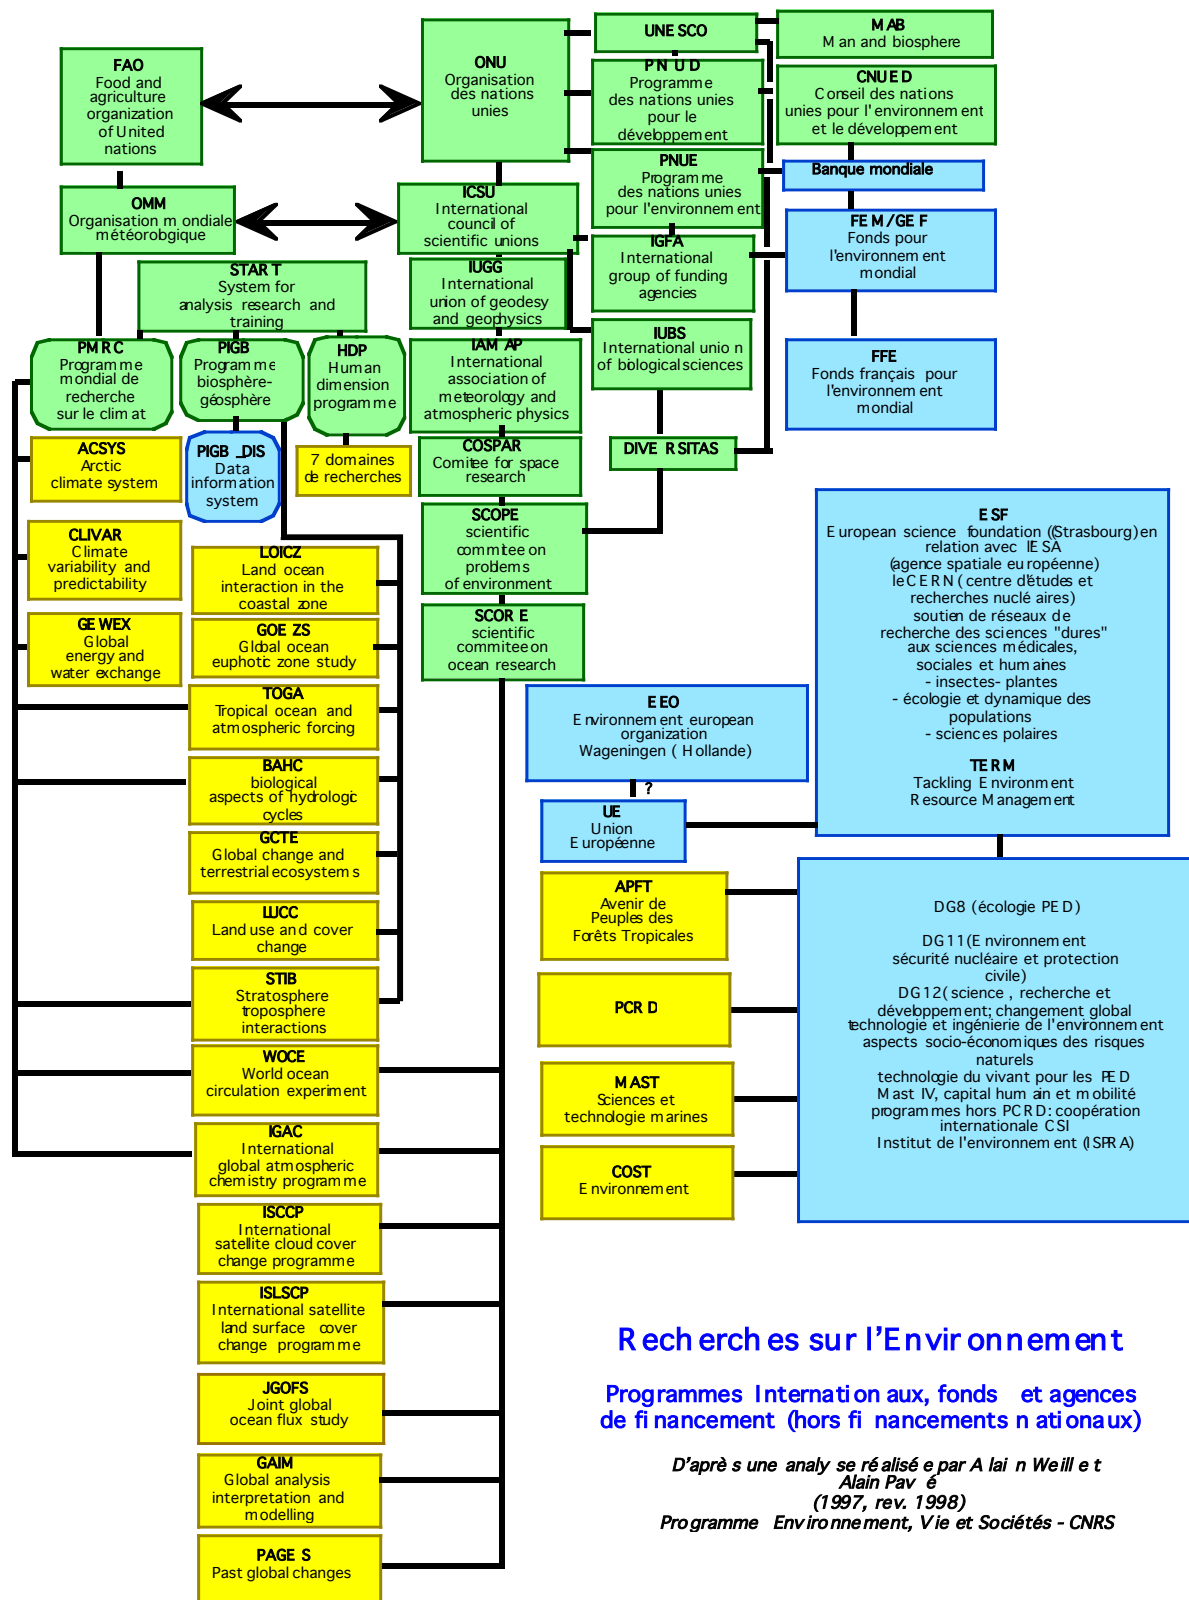 FAO
Food and
agriculture
organization
of United
nations
ONU
Organisation
des nations
unies
UNESCO
MAB
Man and biosphere
PNUD
Programme
des nations unies
pour le
développement
CNUED
Conseil des nations
unies pour l'environnement
et le développement
PNUE
Programme
des nations unies
pour l'environnement
Banque mondiale
OMM
Organisation mondiale
météorobgique
ICSU
International
council of
scientific unions
IGFA
International
group of funding
agencies
FEM/GEF
Fonds pour
l'environnement
mondial
START
System for
analysis research and
training
IUGG
International
union of geodesy
and geophysics
IUBS
International union
of biological sciences
FFE
Fonds français pour
l'environnement
mondial
PMRC
Programme
mondial de
recherche
sur le climat
PIGB
Programme
biosphère-
géosphère
HDP
Human
dimension
programme
IAMAP
International
association of
meteorology and
atmospheric physics
ACSYS
Arctic
climate system
PIGB_DIS
Data
information
system
7 domaines
de recherches
COSPAR
Comitee for space
research
DIVERSITAS
SCOPE
scientific
commitee on
problems
of environment
CLIVAR
Climate
variability and
predictability
LOICZ
Land ocean
interaction in the
coastal zone
SCORE
scientific
commitee on
ocean research
GEWEX
Global
energy and
water exchange
GOEZS
Global ocean
euphotic zone study
TOGA
Tropical ocean and
atmospheric forcing
BAHC
biological
aspects of hydrologic
cycles
GCTE
Global change and
terrestrial ecosystems
LUCC
Land use and cover
change
STIB
Stratosphere
troposphere
interactions
WOCE
World ocean
circulation experiment
IGAC
International
global atmospheric
chemistry programme
ISCCP
International
satellite cloud cover
change programme
ISLSCP
International satellite
land surface cover
change programme
JGOFS
Joint global
ocean flux study
GAIM
Global analysis
interpretation and
modelling
PAGES
Past global changes
ESF
European science foundation ((Strasbourg) en
relation avec l'ESA
(agence spatiale européenne)
le CERN (centre d'études et
recherches nucléaires)
soutien de réseaux de
recherche des sciences "dures"
aux sciences médicales,
sociales et humaines
- insectes- plantes
- écologie et dynamique des
populations
- sciences polaires
TERM
Tackling Environment
Resource Management
EEO
Environnement european
organization
Wageningen ( Hollande)
?
UE
Union
Européenne
APFT
Avenir de
Peuples des
Forêts Tropicales
PCRD
MAST
Sciences et
technologie marines
COST
Environnement
DG8 (écologie PED)
DG11(Environnement
sécurité nucléaire et protection
civile)
DG12(science , recherche et
développement; changement global
technologie et ingénierie de l'environnement
aspects socio-économiques des risques
naturels
technologie du vivant pour les PED
Mast IV, capital humain et mobilité
programmes hors PCRD: coopération
internationale CSI
Institut de l'environnement (ISPRA)
Recherches sur l'Environnement
Programmes Internationaux, fonds et agences
de financement (hors financements nationaux)
D'après une analyse réalisée par Alain Weill et
Alain Pavé
(1997, rev. 1998)
Programme Environnement, Vie et Sociétés - CNRS